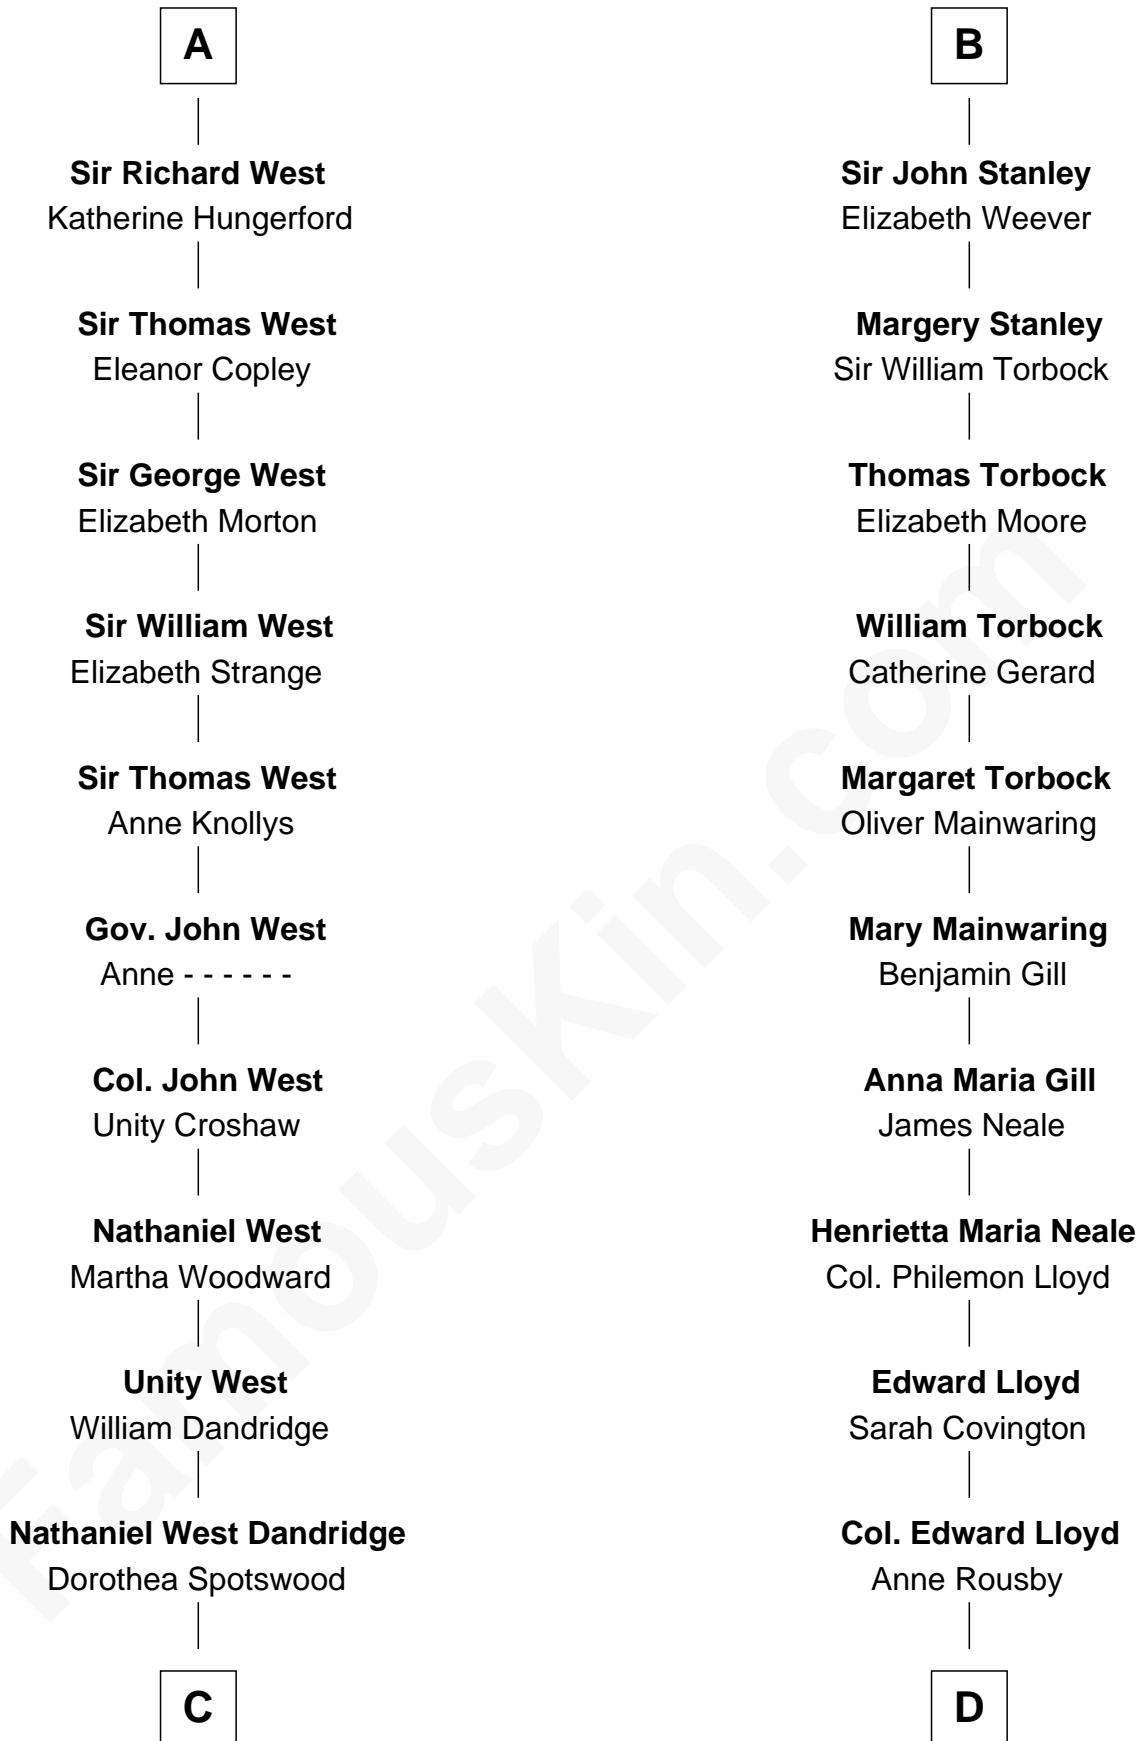 A
Sir Richard West
Katherine Hungerford
Sir Thomas West
Eleanor Copley
Sir George West
Elizabeth Morton
Sir William West
Elizabeth Strange
Sir Thomas West
Anne Knollys
Gov. John West
Anne - - - - - -
Col. John West
Unity Croshaw
Nathaniel West
Martha Woodward
Unity West
William Dandridge
Nathaniel West Dandridge
Dorothea Spotswood
C
B
Sir John Stanley
Elizabeth Weever
Margery Stanley
Sir William Torbock
Thomas Torbock
Elizabeth Moore
William Torbock
Catherine Gerard
Margaret Torbock
Oliver Mainwaring
Mary Mainwaring
Benjamin Gill
Anna Maria Gill
James Neale
Henrietta Maria Neale
Col. Philemon Lloyd
Edward Lloyd
Sarah Covington
Col. Edward Lloyd
Anne Rousby
D
FamousKin.com